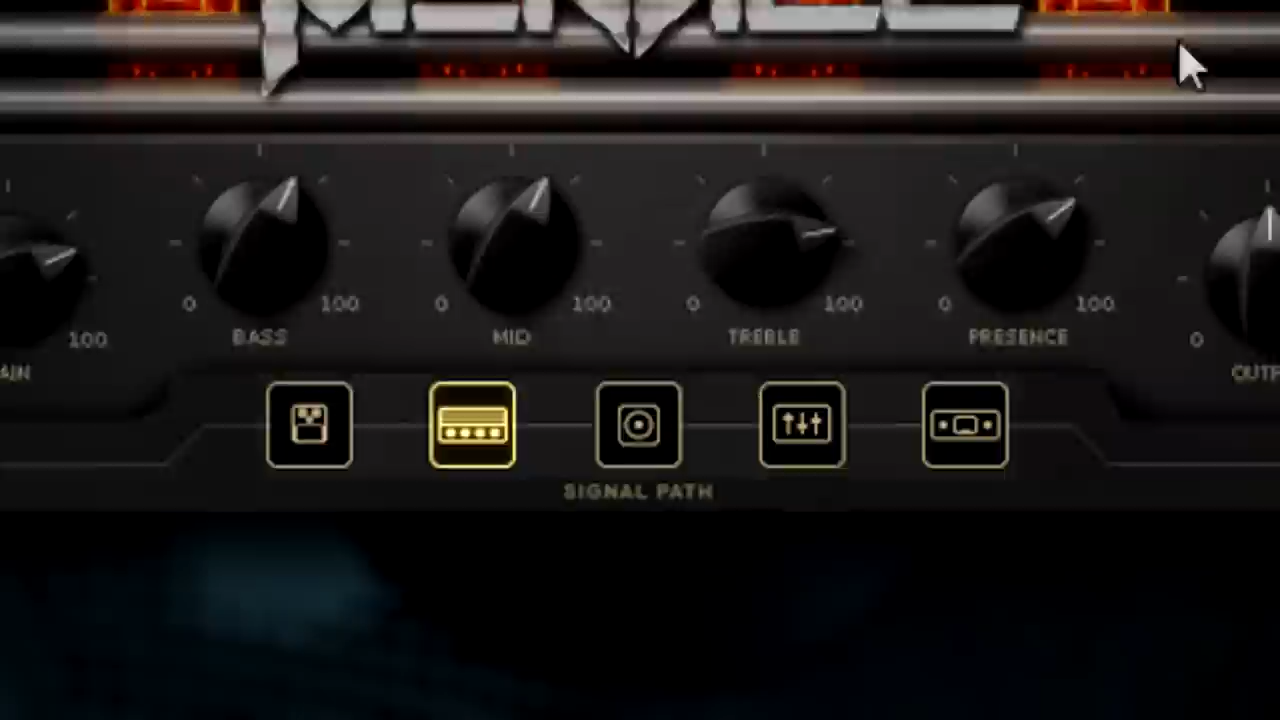 0 100 0 100 0 100 0 100
100 0
BASS MID TREBLE PRESENCE
SIGNAL PATH